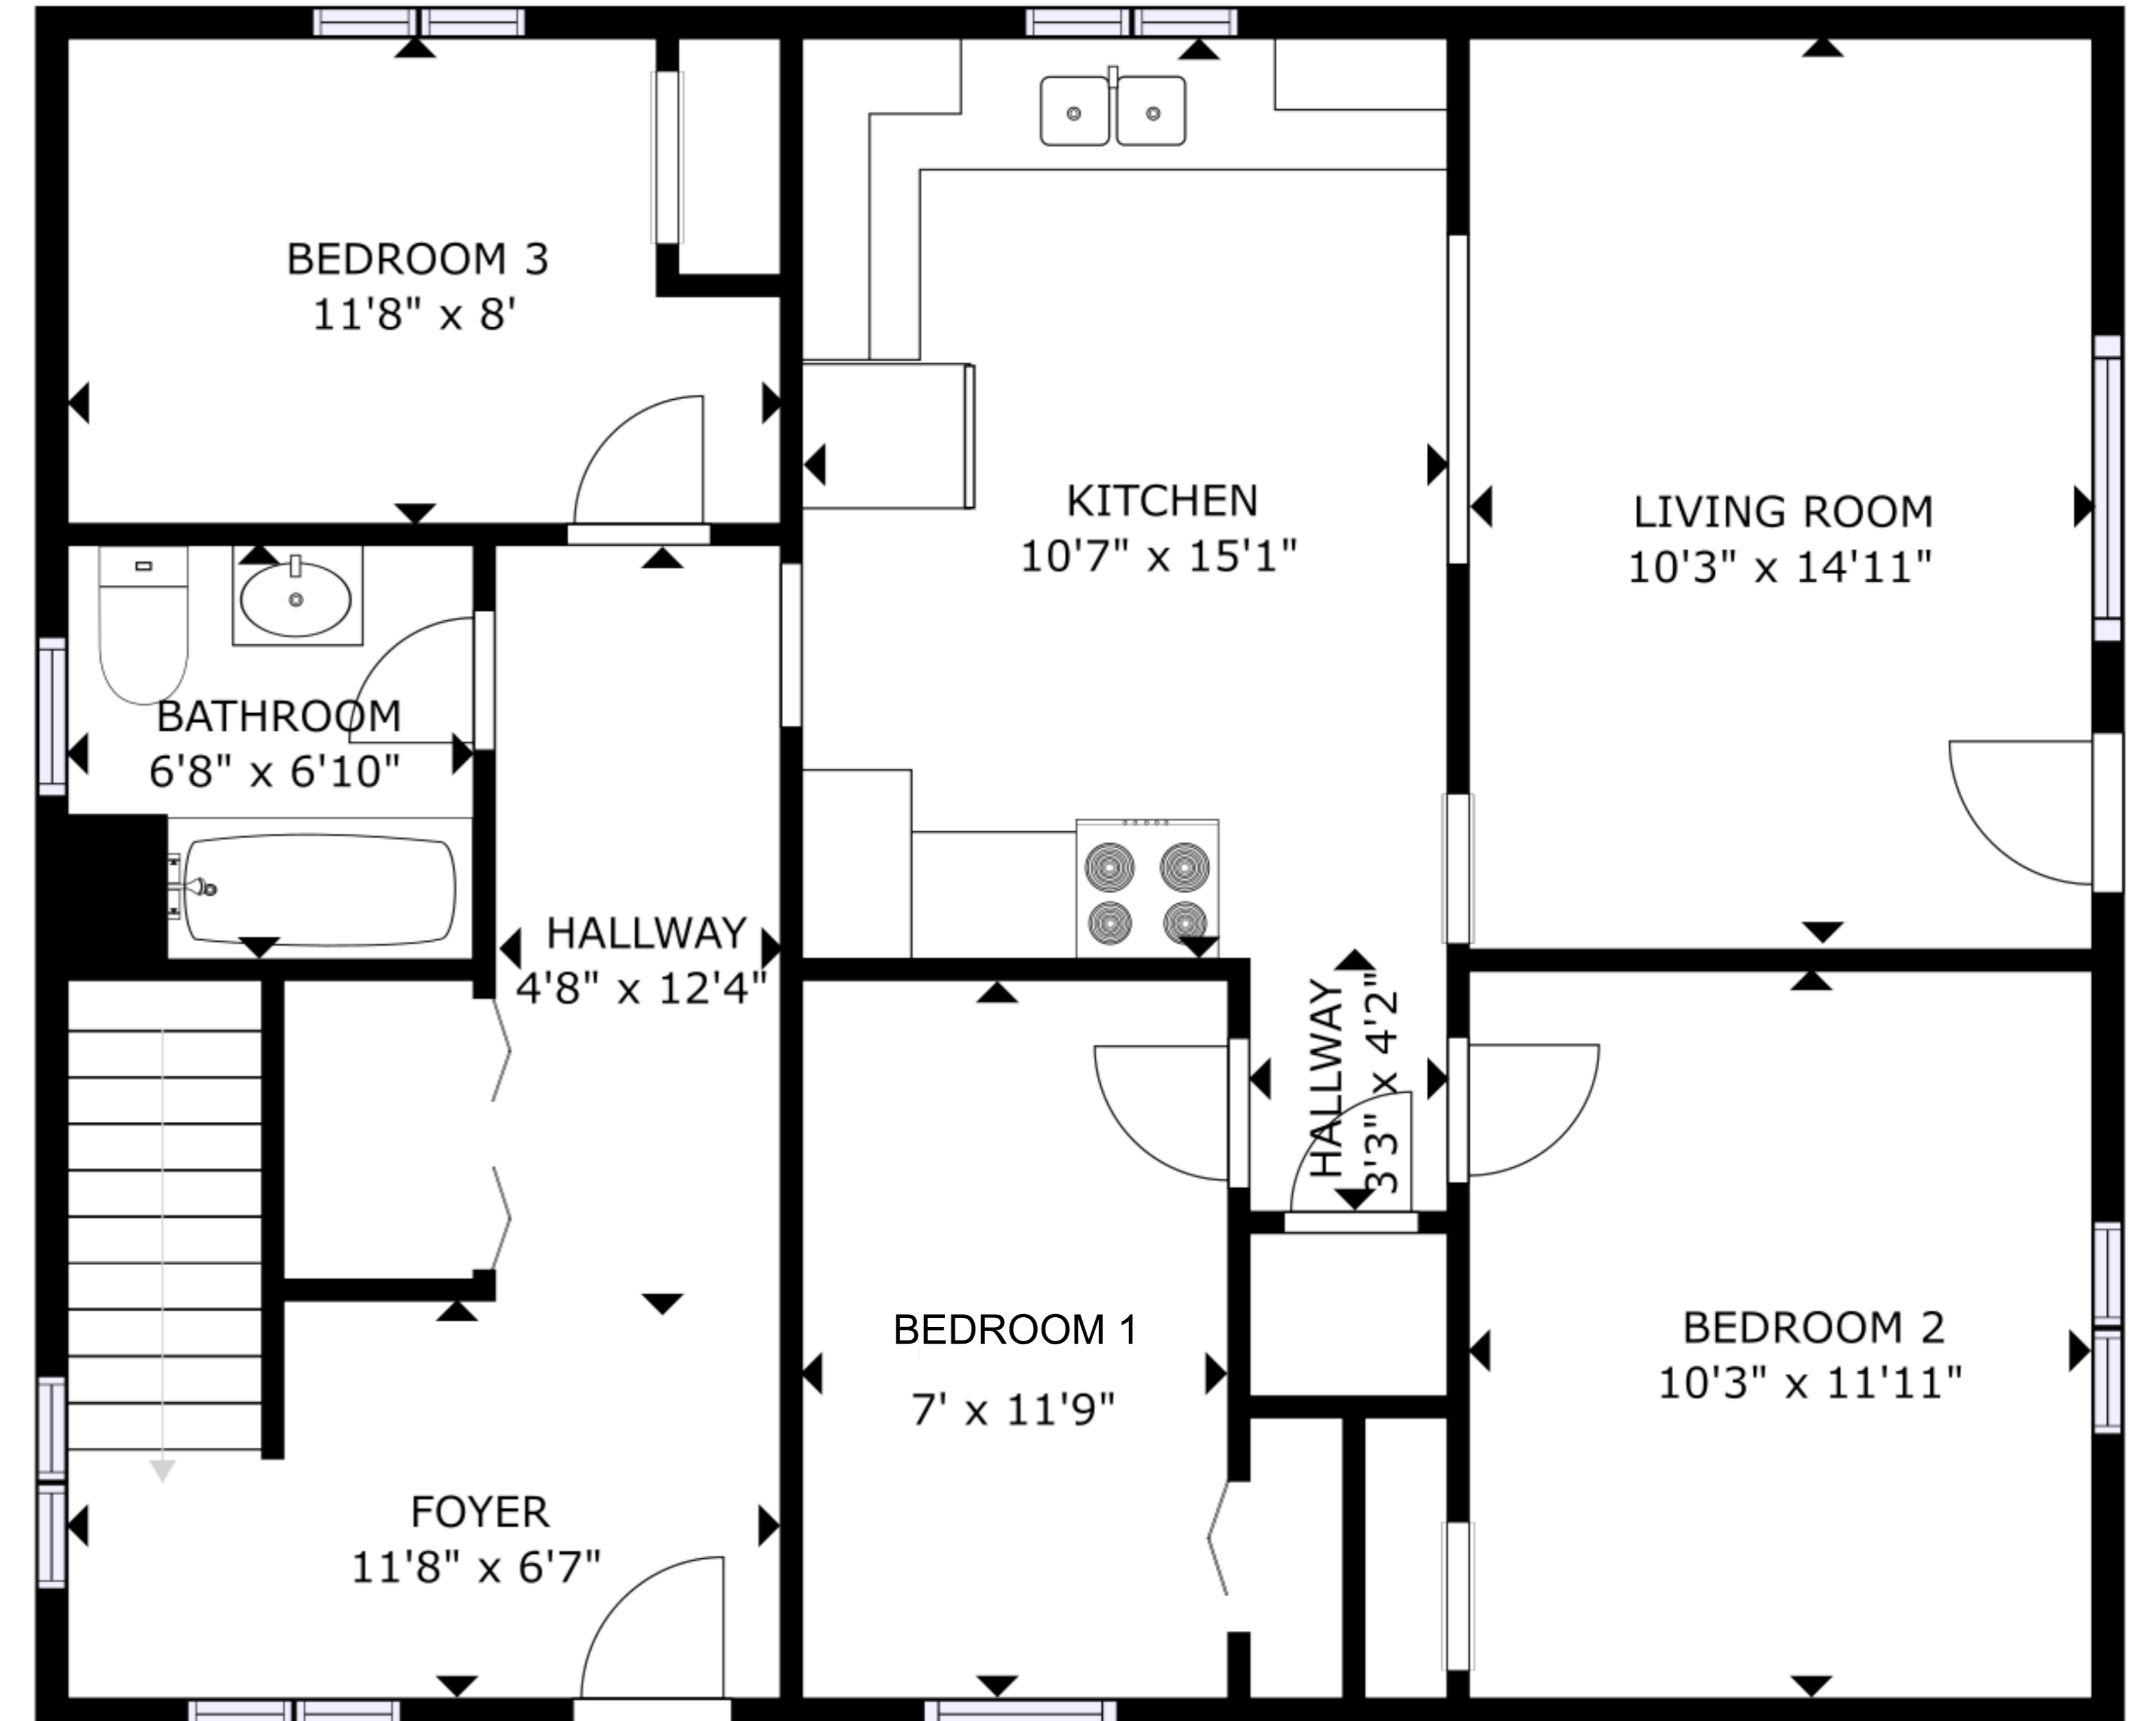 BEDROOM 3
11'8" x 8'
KITCHEN
10'7" x 15'1"
LIVING ROOM
10'3" x 14'11"
BATHROOM
6'8" x 6'10"
HALLWAY
4'8" x 12'4"
HALLWAY
3'3" x 4'2"
BEDROOM 1
7' x 11'9"
BEDROOM 2
10'3" x 11'11"
FOYER
11'8" x 6'7"